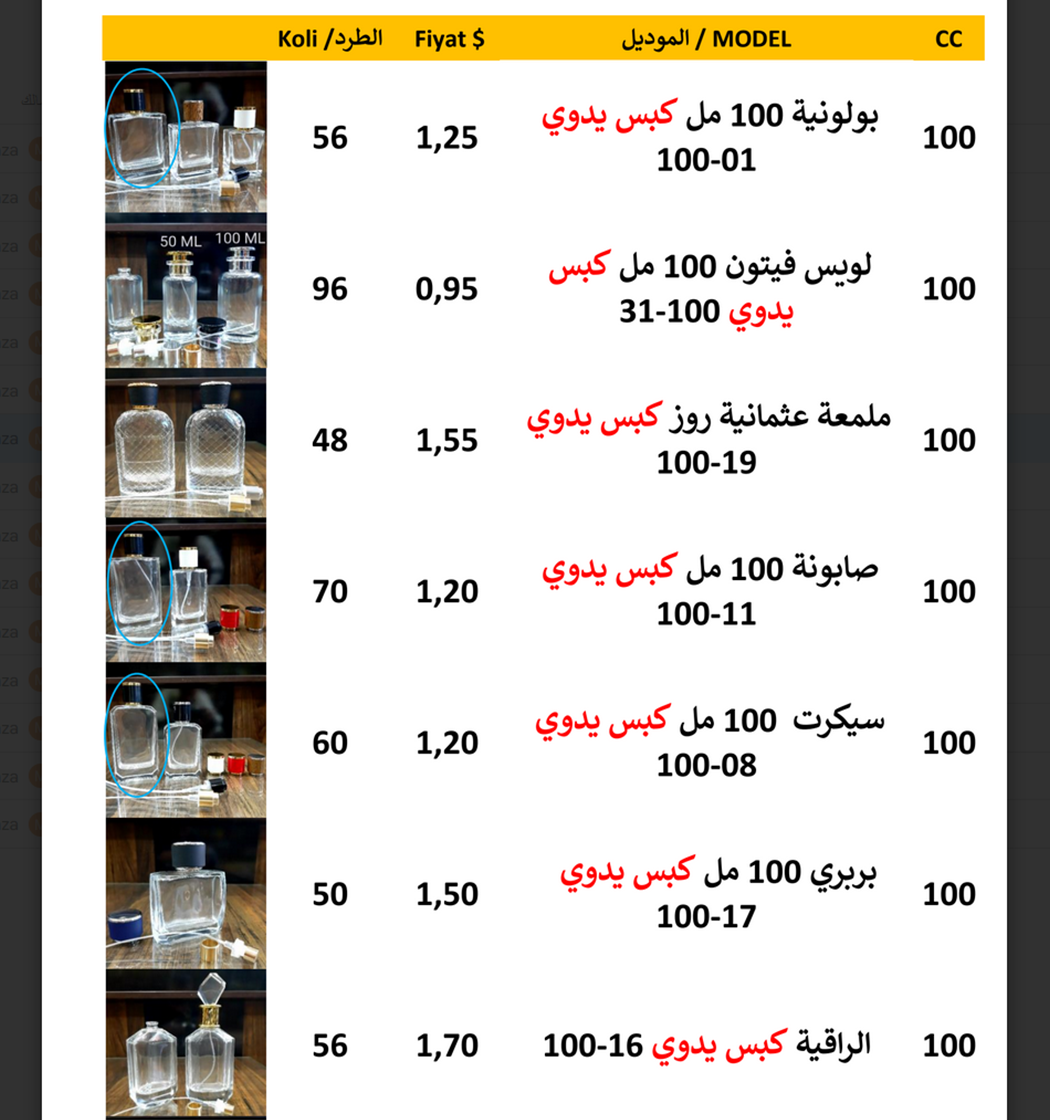 CC
MODEL / الموديل
Fiyat $
Koli /الطرد
100
بولونية 100 مل كبس يدوي
100-01
1,25
56
100
لويس فيتون 100 مل كبس
يدوي 100-31
0,95
96
50 ML
100 ML
100
ملمعة عثمانية روز كبس يدوي
100-19
1,55
48
100
صابونة 100 مل كبس يدوي
100-11
1,20
70
100
سيكرت 100 مل كبس يدوي
100-08
1,20
60
100
بربري 100 مل كبس يدوي
100-17
1,50
50
100
الراقية كبس يدوي 16-100
1,70
56